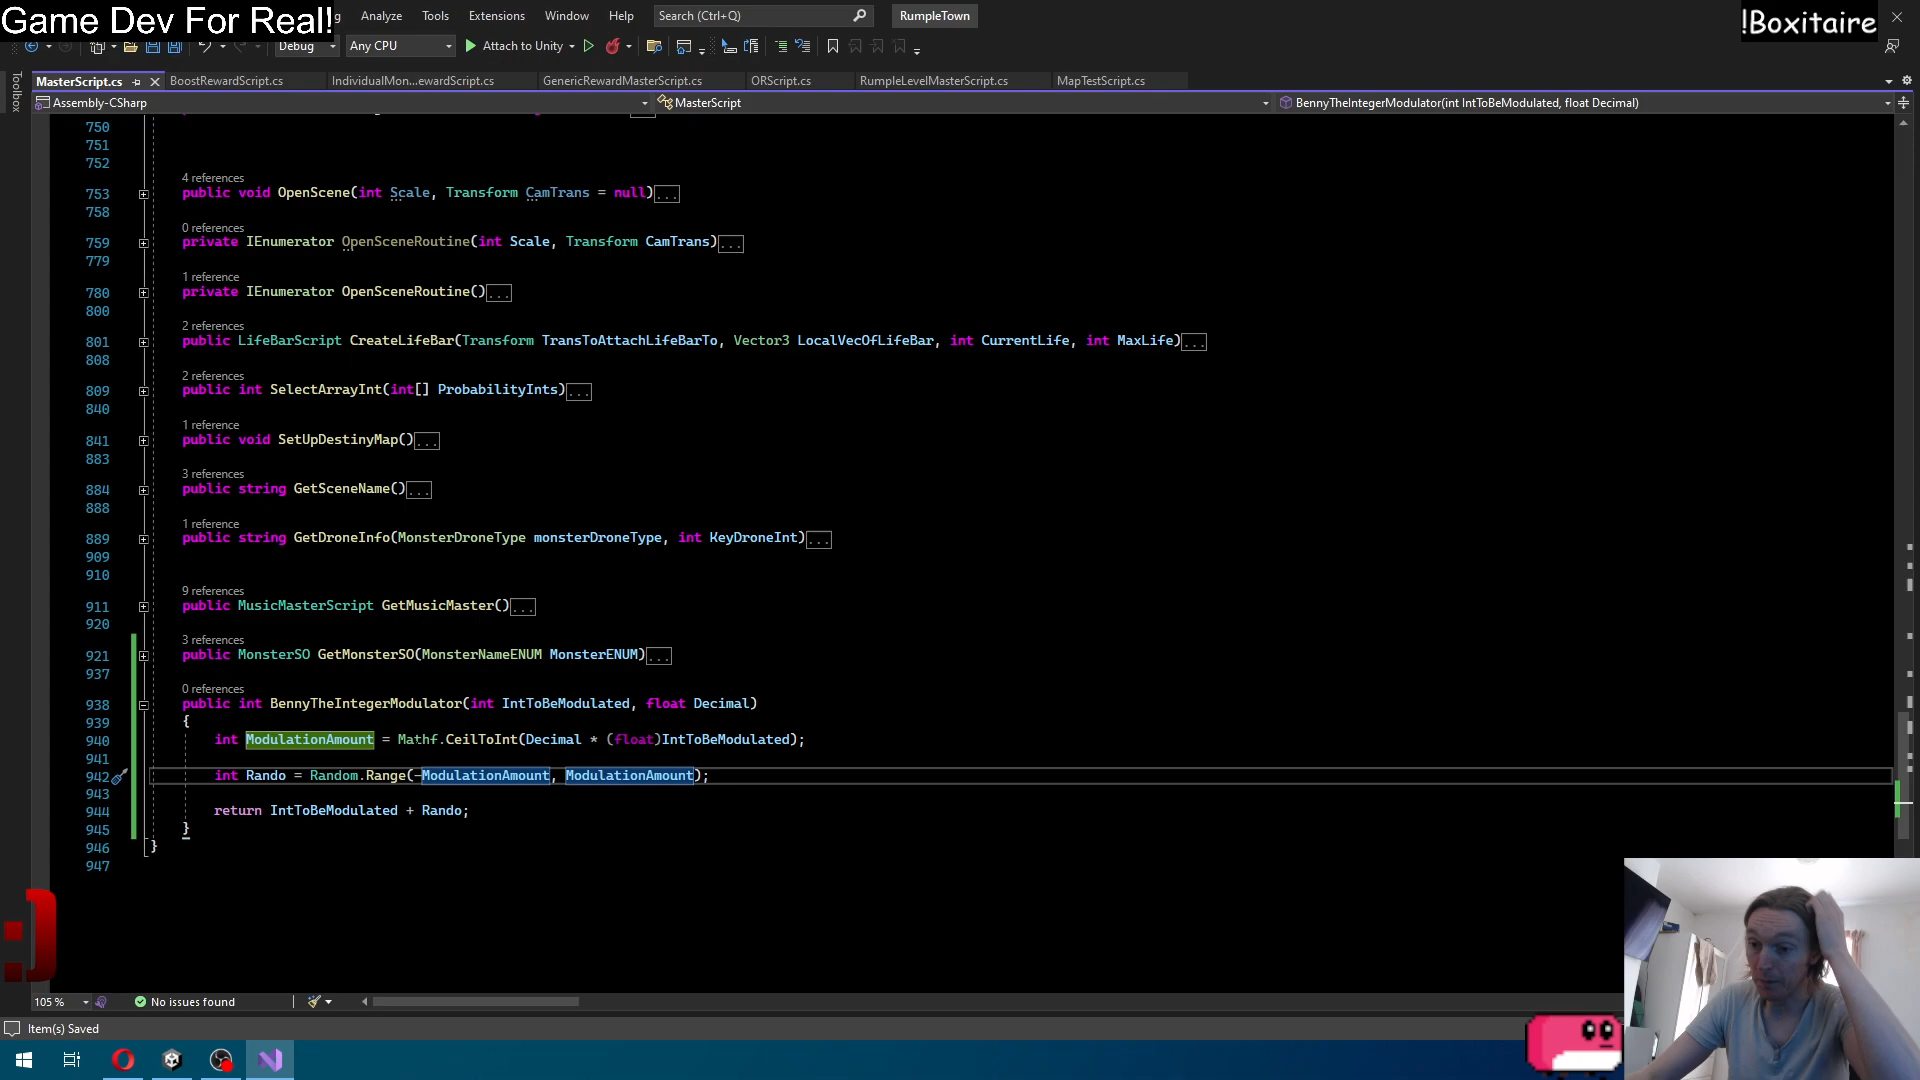 Game Dev For Real!
Analyze Tools Extensions Window Help Search (Ctrl+Q) RumpleTown
!Boxitaire
Debug Any CPU Attach to Unity
Toolbox
MasterScript.cs BoostRewardScript.cs IndividualMon...ewardScript.cs GenericRewardMasterScript.cs ORScript.cs RumpleLevelMasterScript.cs MapTestScript.cs
Assembly-CSharp MasterScript BennyTheIntegerModulator(int IntToBeModulated, float Decimal)
750
751
752
4 references
753 public void OpenScene(int Scale, Transform CamTrans = null)...
758
0 references
759 private IEnumerator OpenSceneRoutine(int Scale, Transform CamTrans)...
779
1 reference
780 private IEnumerator OpenSceneRoutine()...
800
2 references
801 public LifeBarScript CreateLifeBar(Transform TransToAttachLifeBarTo, Vector3 LocalVecOfLifeBar, int CurrentLife, int MaxLife)...
808
2 references
809 public int SelectArrayInt(int[] ProbabilityInts)...
840
1 reference
841 public void SetUpDestinyMap()...
883
3 references
884 public string GetSceneName()...
888
1 reference
889 public string GetDroneInfo(MonsterDroneType monsterDroneType, int KeyDroneInt)...
909
910
9 references
911 public MusicMasterScript GetMusicMaster()...
920
3 references
921 public MonsterSO GetMonsterSO(MonsterNameENUM MonsterENUM)...
937
0 references
938 public int BennyTheIntegerModulator(int IntToBeModulated, float Decimal)
939 {
940 int ModulationAmount = Mathf.CeilToInt(Decimal * (float)IntToBeModulated);
941
942 int Rando = Random.Range(-ModulationAmount, ModulationAmount);
943
944 return IntToBeModulated + Rando;
945 }
946 }
947
105 % No issues found
Item(s) Saved